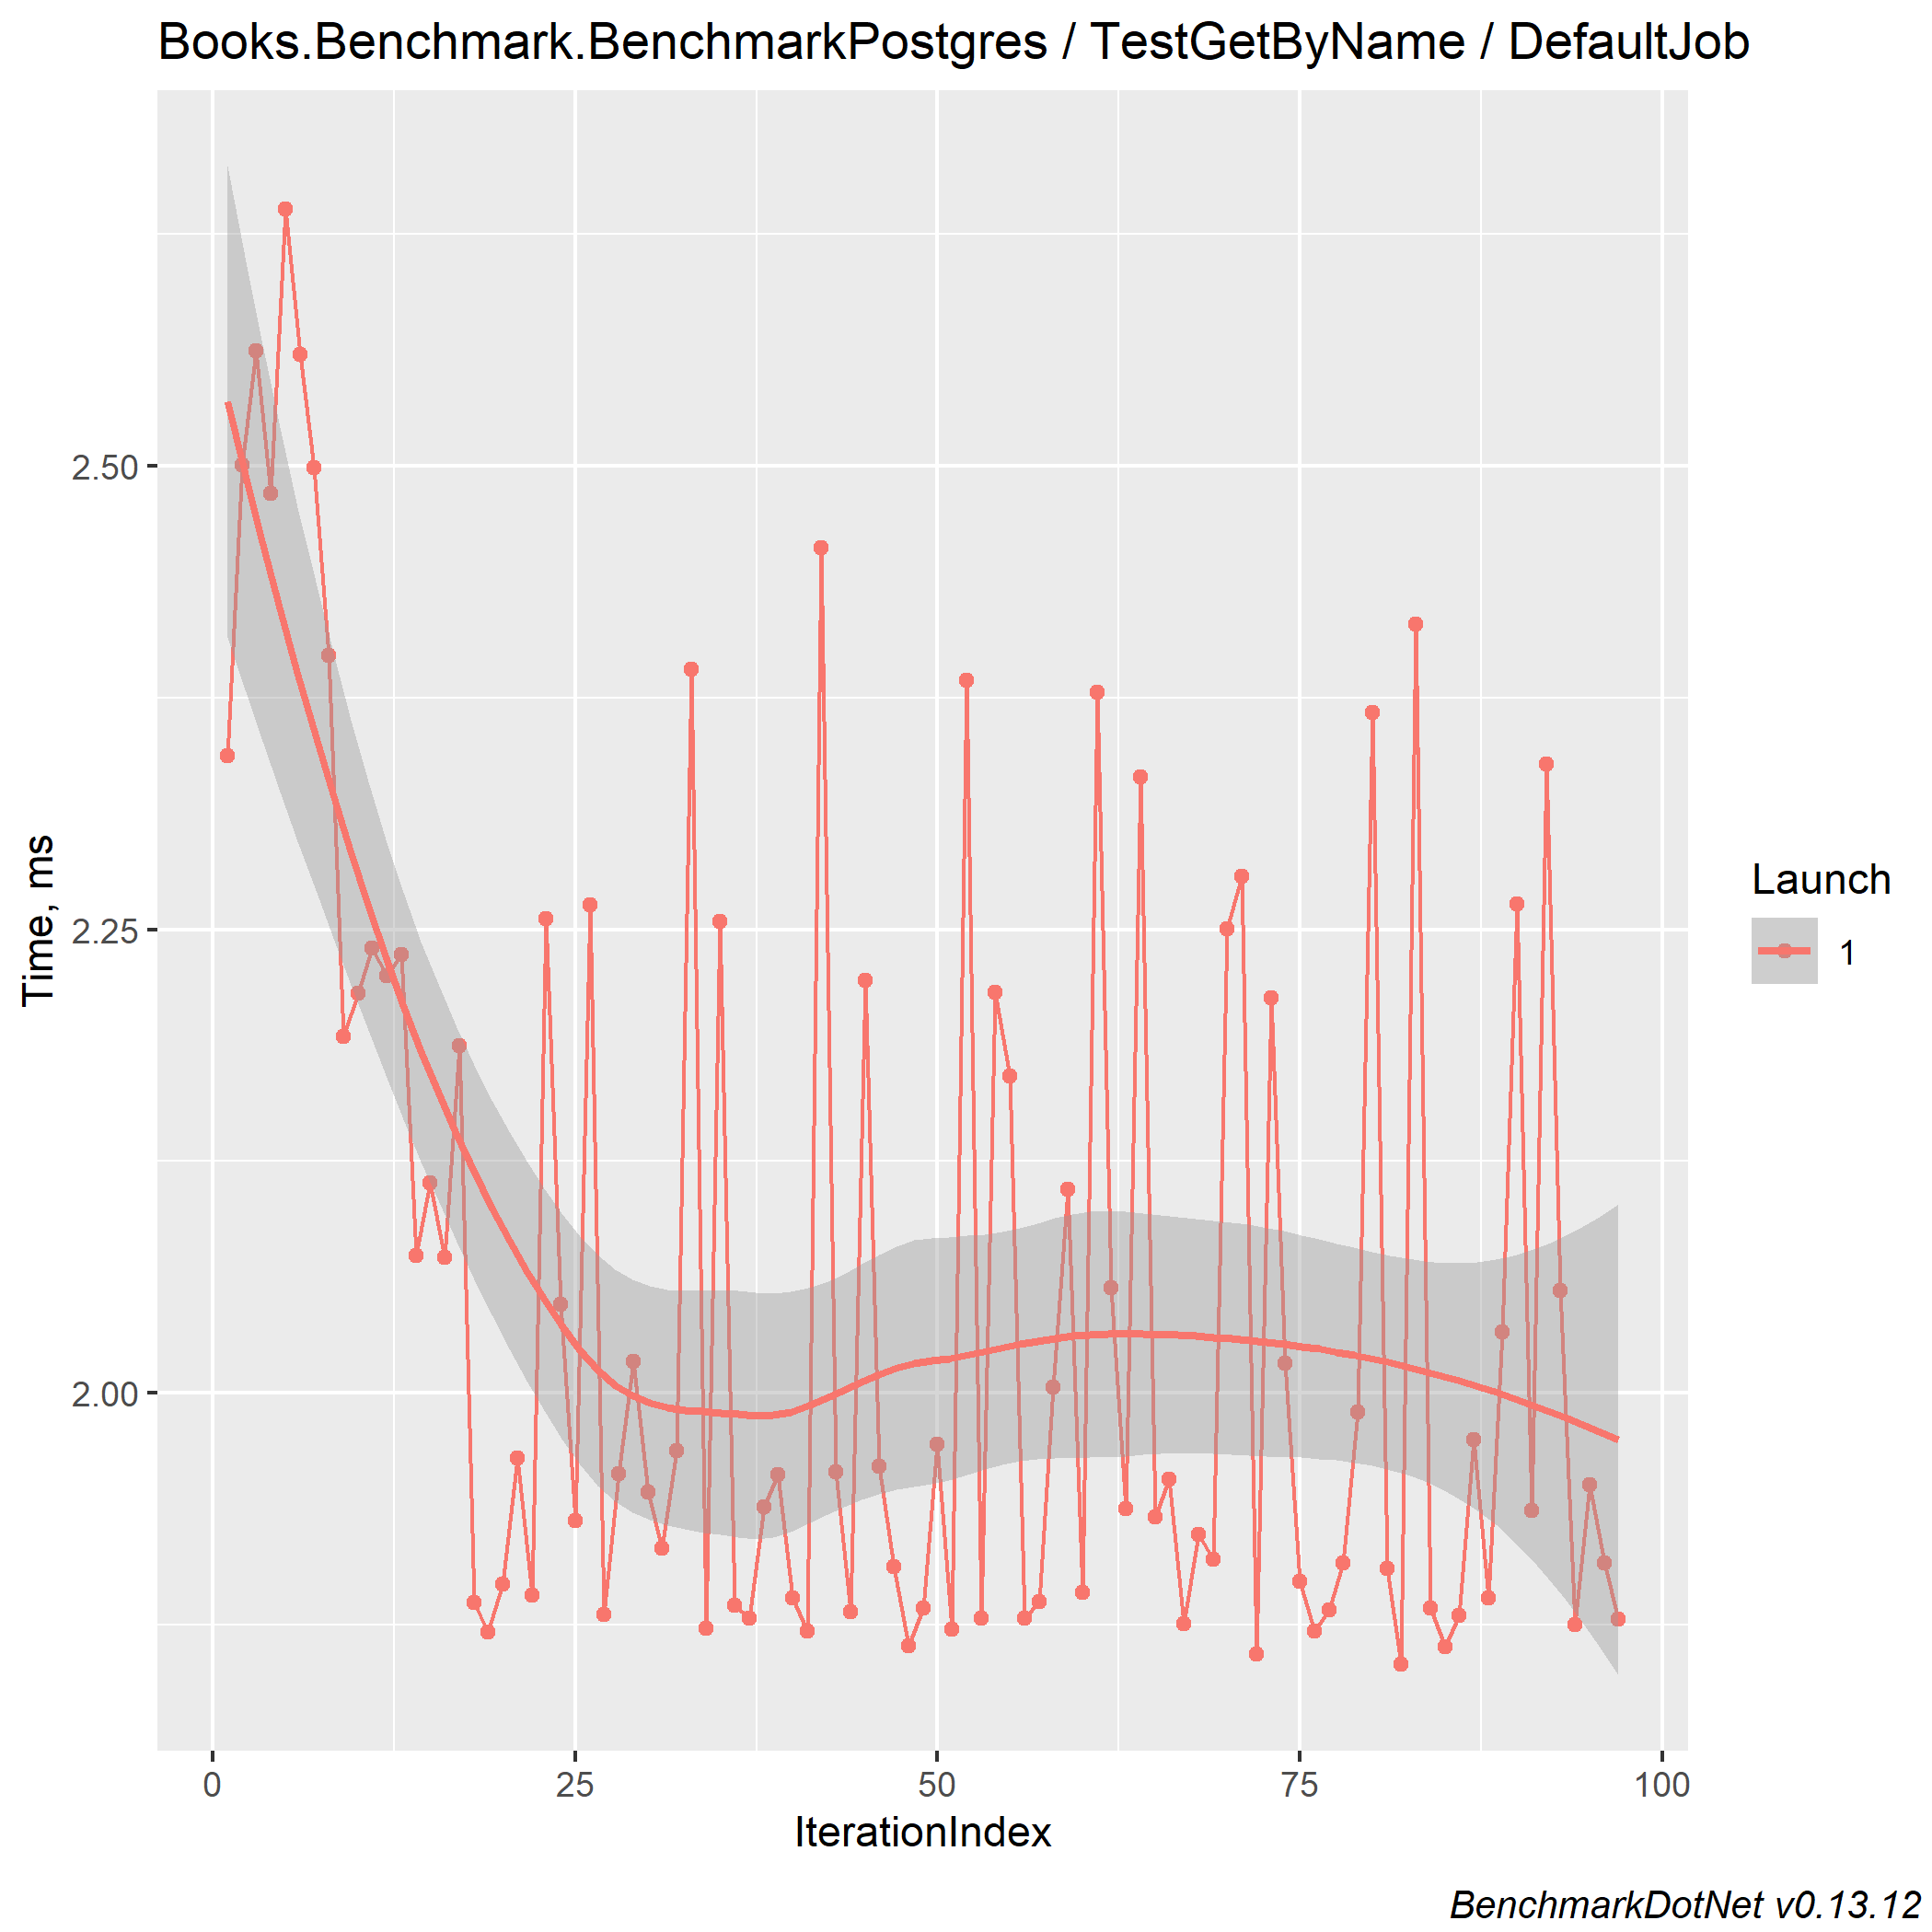 Books.Benchmark.BenchmarkPostgres / TestGetByName / DefaultJob
Time, ms
2.50
2.25
2.00
0 25 50 75 100
IterationIndex
Launch
1
BenchmarkDotNet v0.13.12